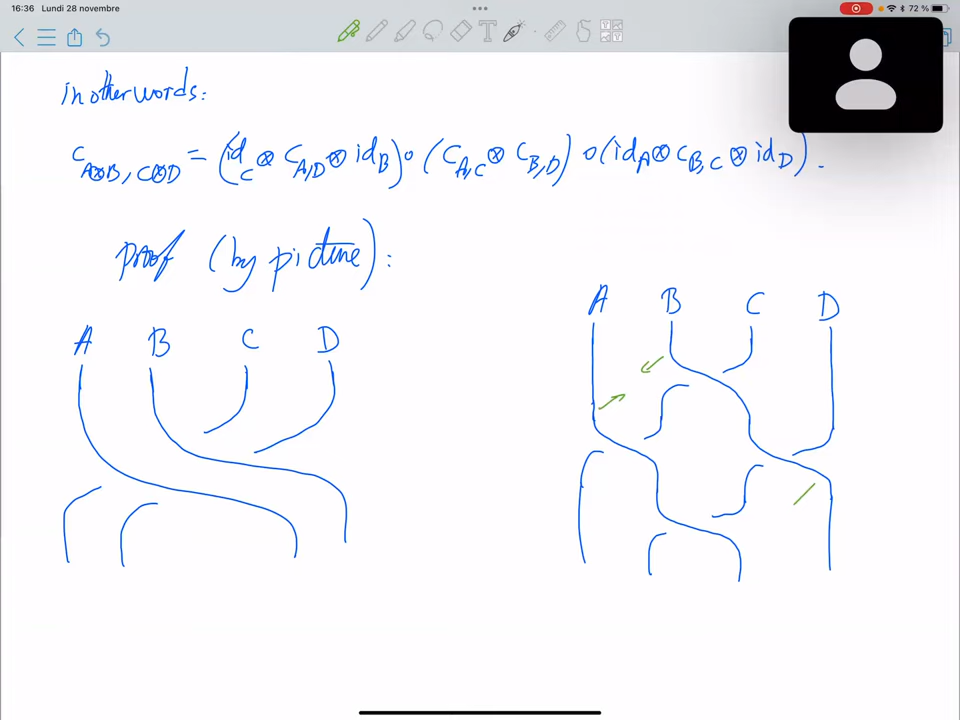 16:36 Lundi 28 novembre
72 %
in other words:
c_{A⊗B, C⊗D} = (id_C ⊗ c_{A,D} ⊗ id_B) ∘ (c_{A,C} ⊗ c_{B,D}) ∘ (id_A ⊗ c_{B,C} ⊗ id_D).
Proof (by picture):
A B C D
A B C D